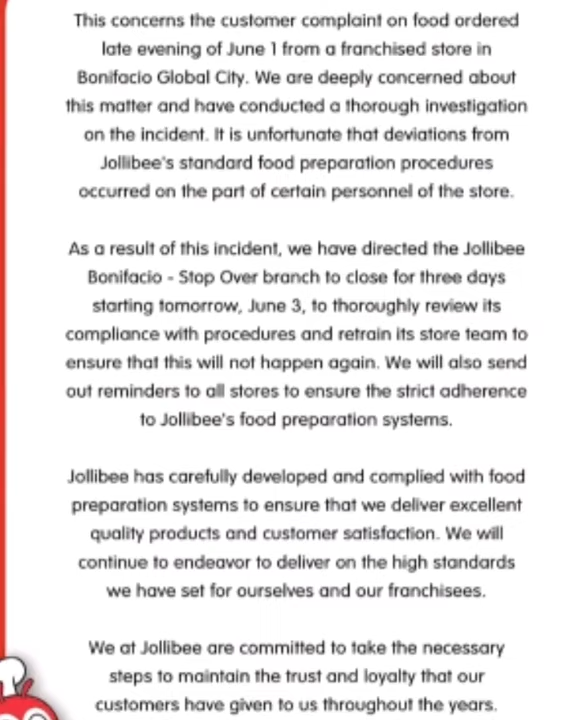 This concerns the customer complaint on food ordered
late evening of June 1 from a franchised store in
Bonifacio Global City. We are deeply concerned about
this matter and have conducted a thorough investigation
on the incident. It is unfortunate that deviations from
Jollibee's standard food preparation procedures
occurred on the part of certain personnel of the store.
As a result of this incident, we have directed the Jollibee
Bonifacio - Stop Over branch to close for three days
starting tomorrow, June 3, to thoroughly review its
compliance with procedures and retrain its store team to
ensure that this will not happen again. We will also send
out reminders to all stores to ensure the strict adherence
to Jollibee's food preparation systems.
Jollibee has carefully developed and complied with food
preparation systems to ensure that we deliver excellent
quality products and customer satisfaction. We will
continue to endeavor to deliver on the high standards
we have set for ourselves and our franchisees.
We at Jollibee are committed to take the necessary
steps to maintain the trust and loyalty that our
customers have given to us throughout the years.